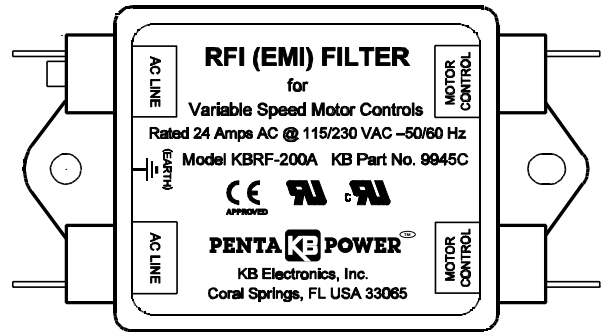 RFI (EMI) FILTER
for
Variable Speed Motor Controls
Rated 24 Amps AC @ 115/230 VAC –50/60 Hz
Model KBRF-200A KB Part No. 9945C
AC LINE
MOTOR CONTROL
(EARTH)
CE
APPROVED
c
AC LINE
PENTA KB POWER™
MOTOR CONTROL
KB Electronics, Inc.
Coral Springs, FL USA 33065